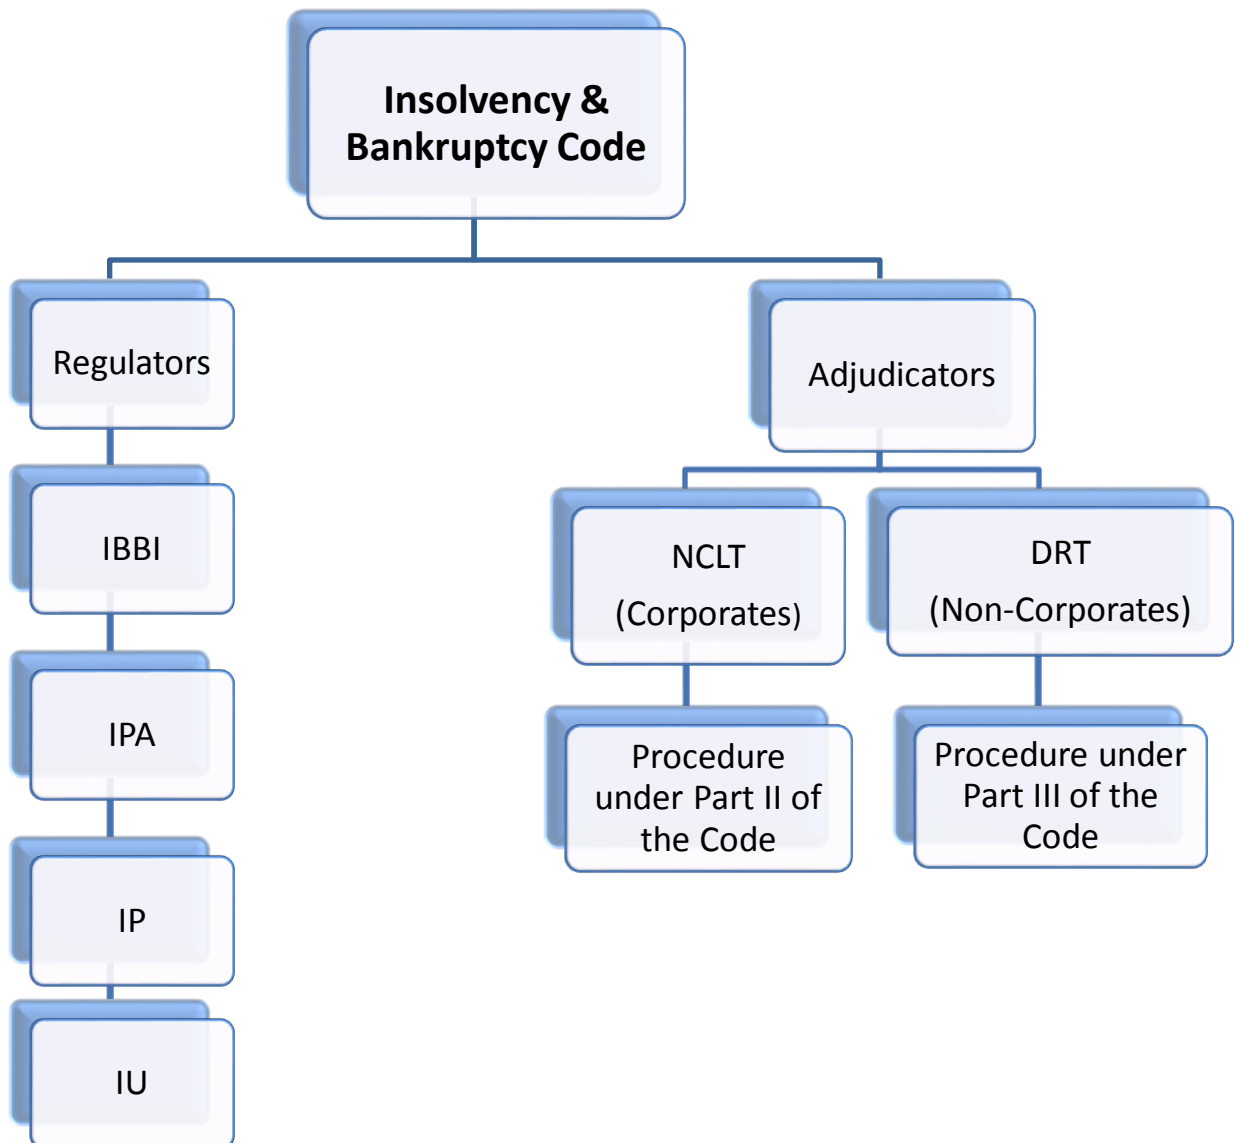 Insolvency &
Bankruptcy Code
Regulators
IBBI
IPA
IP
IU
Adjudicators
NCLT
(Corporates)
Procedure
under Part II of
the Code
DRT
(Non-Corporates)
Procedure under
Part III of the
Code